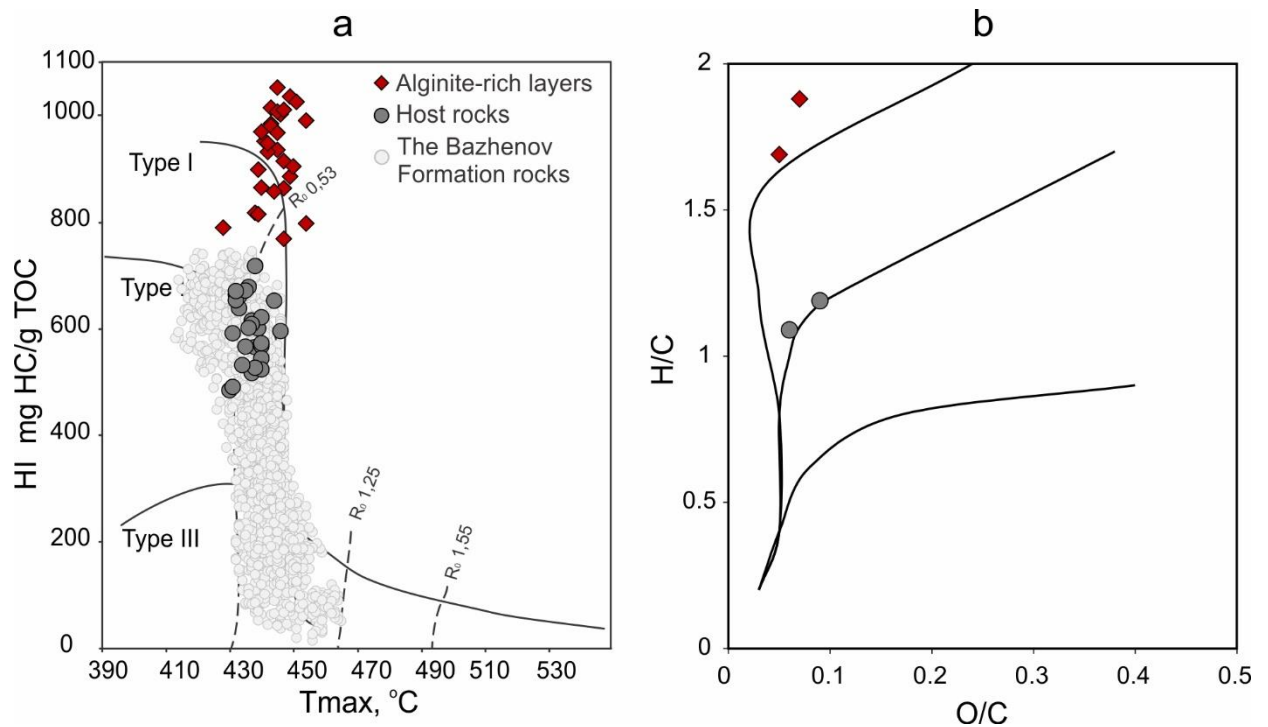 a
b
1100
1000
800
600
400
200
0
HI mg HC/g TOC
390
410
430
450
470
490
510
530
Tmax, °C
Alginite-rich layers
Host rocks
The Bazhenov
Formation rocks
Type I
Type
Type III
R₀ 0,53
R₀ 1,25
R₀ 1,55
2
1.5
1
0.5
0
H/C
0
0.1
0.2
0.3
0.4
0.5
O/C